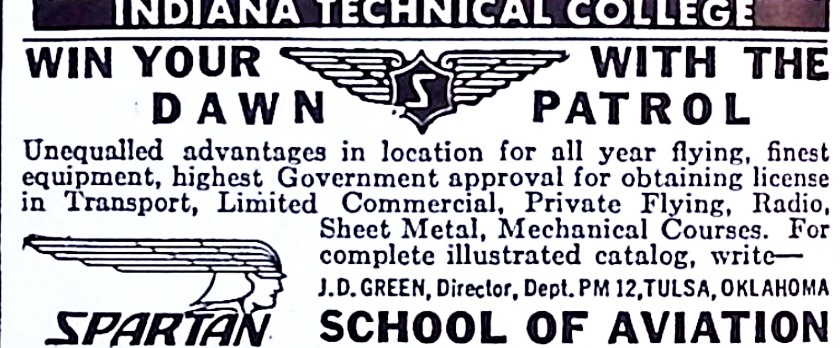 INDIANA TECHNICAL COLLEGE
WIN YOUR S WITH THE
DAWN PATROL
Unequalled advantages in location for all year flying, finest
equipment, highest Government approval for obtaining license
in Transport, Limited Commercial, Private Flying, Radio,
Sheet Metal, Mechanical Courses. For
complete illustrated catalog, write—
J.D. GREEN, Director, Dept. PM 12, TULSA, OKLAHOMA
SPARTAN SCHOOL OF AVIATION